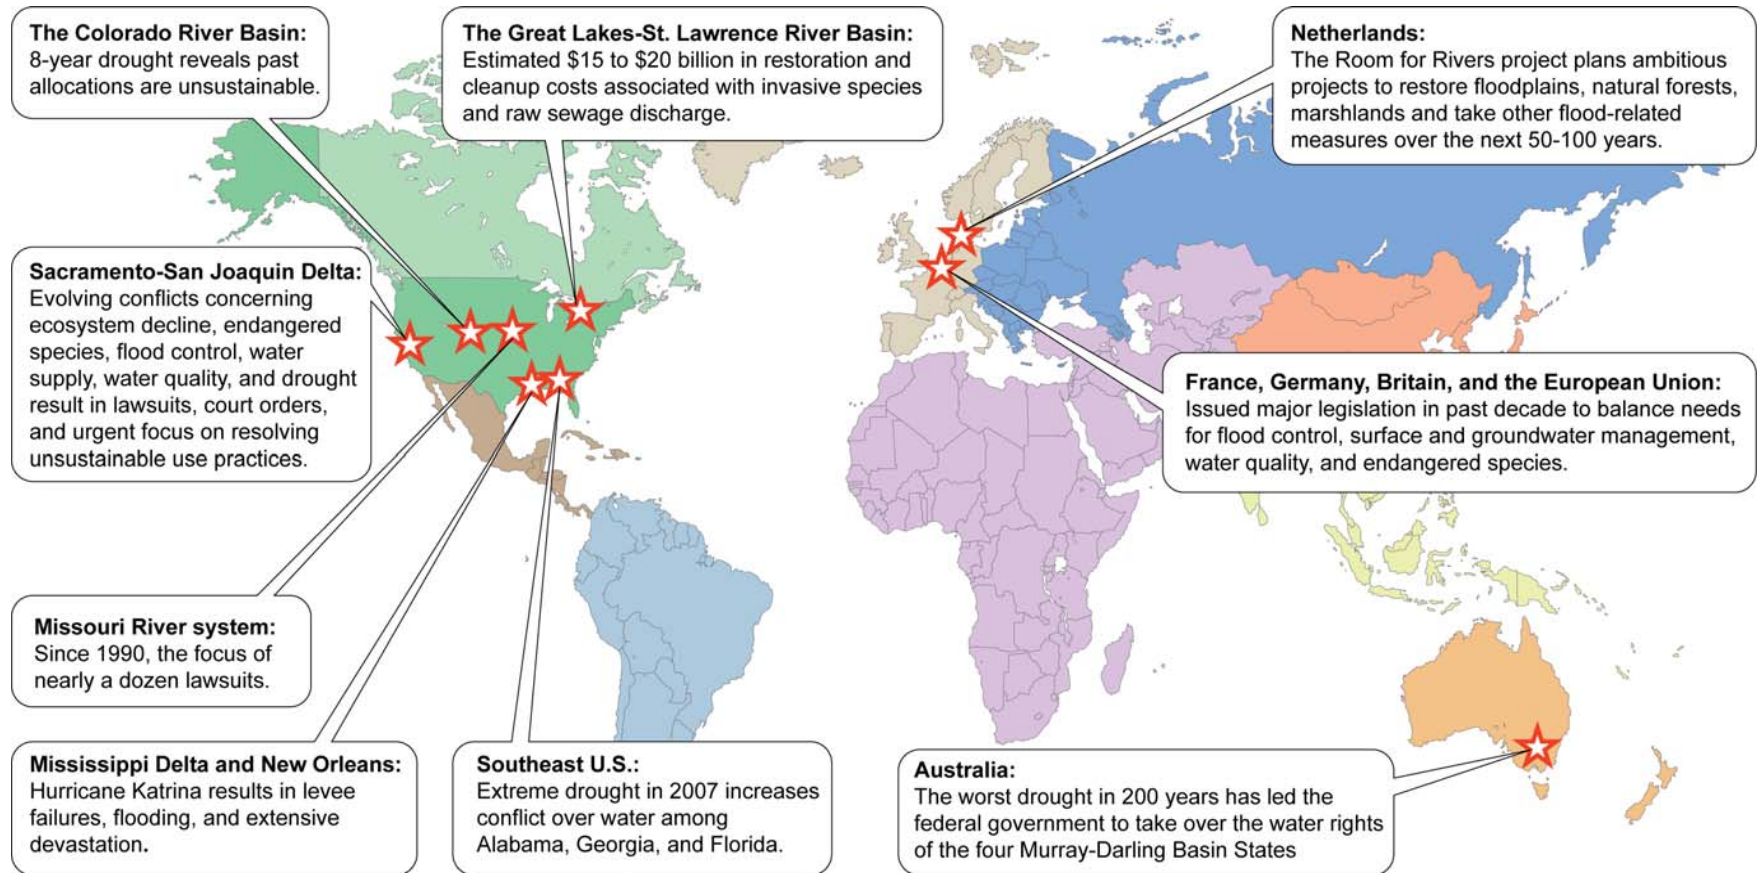 The Colorado River Basin:
8-year drought reveals past
allocations are unsustainable.
The Great Lakes-St. Lawrence River Basin:
Estimated $15 to $20 billion in restoration and
cleanup costs associated with invasive species
and raw sewage discharge.
Netherlands:
The Room for Rivers project plans ambitious
projects to restore floodplains, natural forests,
marshlands and take other flood-related
measures over the next 50-100 years.
Sacramento-San Joaquin Delta:
Evolving conflicts concerning
ecosystem decline, endangered
species, flood control, water
supply, water quality, and drought
result in lawsuits, court orders,
and urgent focus on resolving
unsustainable use practices.
France, Germany, Britain, and the European Union:
Issued major legislation in past decade to balance needs
for flood control, surface and groundwater management,
water quality, and endangered species.
Missouri River system:
Since 1990, the focus of
nearly a dozen lawsuits.
Mississippi Delta and New Orleans:
Hurricane Katrina results in levee
failures, flooding, and extensive
devastation.
Southeast U.S.:
Extreme drought in 2007 increases
conflict over water among
Alabama, Georgia, and Florida.
Australia:
The worst drought in 200 years has led the
federal government to take over the water rights
of the four Murray-Darling Basin States